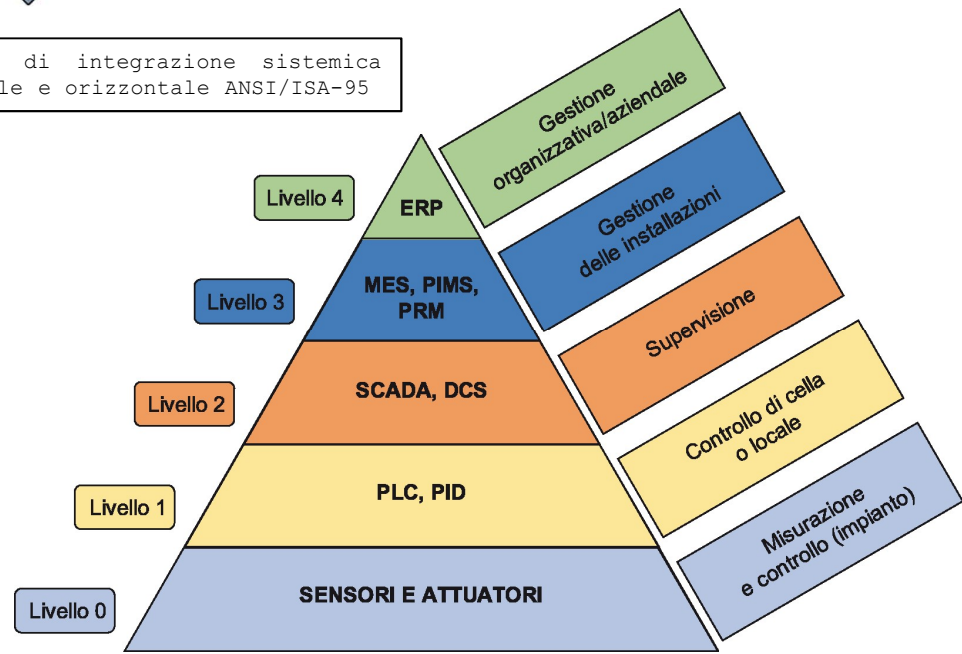 di integrazione sistemica
e orizzontale ANSI/ISA-95
Gestione
organizzativa/aziendale
Livello 4
ERP
Gestione
delle installazioni
Livello 3
MES, PIMS,
PRM
Supervisione
Livello 2
SCADA, DCS
Controllo di cella
o locale
Livello 1
PLC, PID
Misurazione
e controllo (impianto)
Livello 0
SENSORI E ATTUATORI